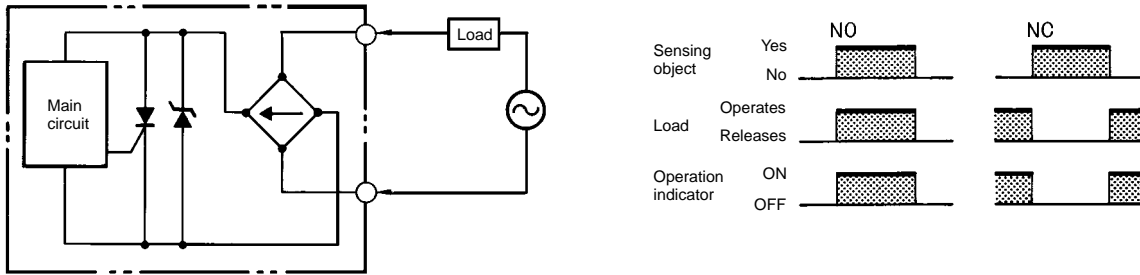 Main
circuit
Load
NO
NC
Sensing
object
Yes
No
Load
Operates
Releases
Operation
indicator
ON
OFF